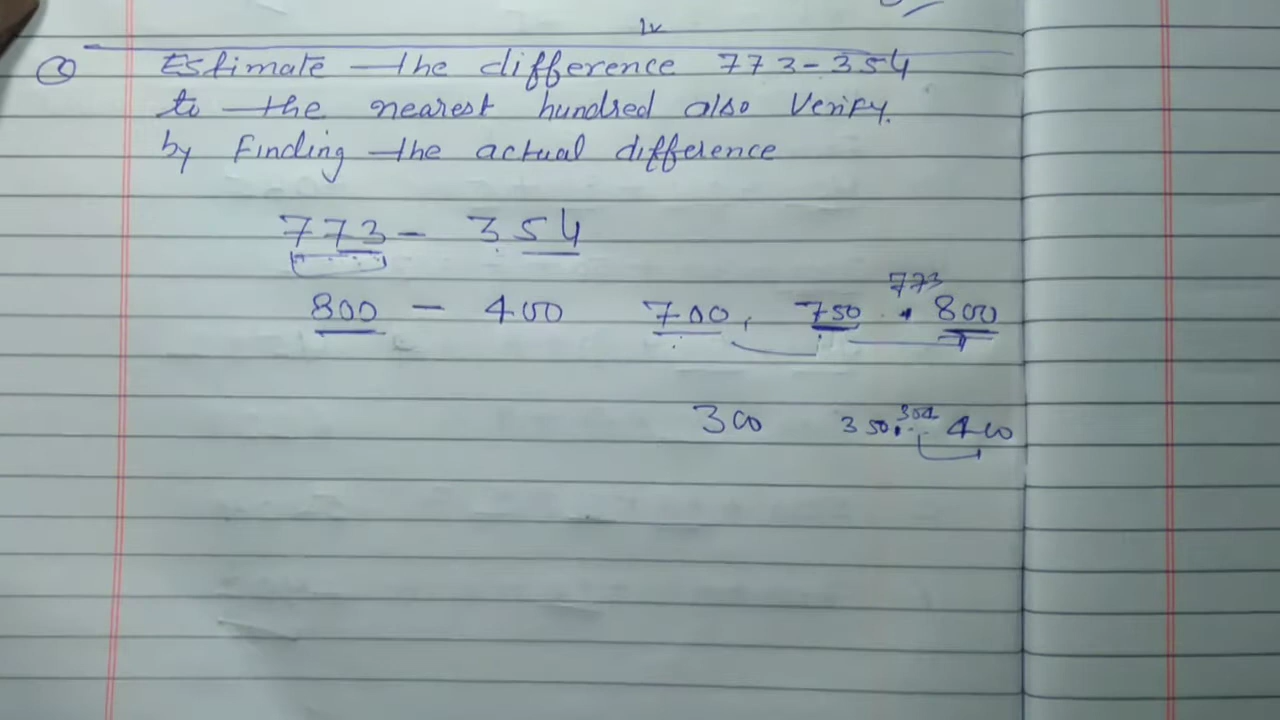 ③ Estimate the difference 773-354
to the nearest hundred also Verify.
by Finding the actual difference
773 - 354
773
800 - 400 700, 750 800
354
300 350 400